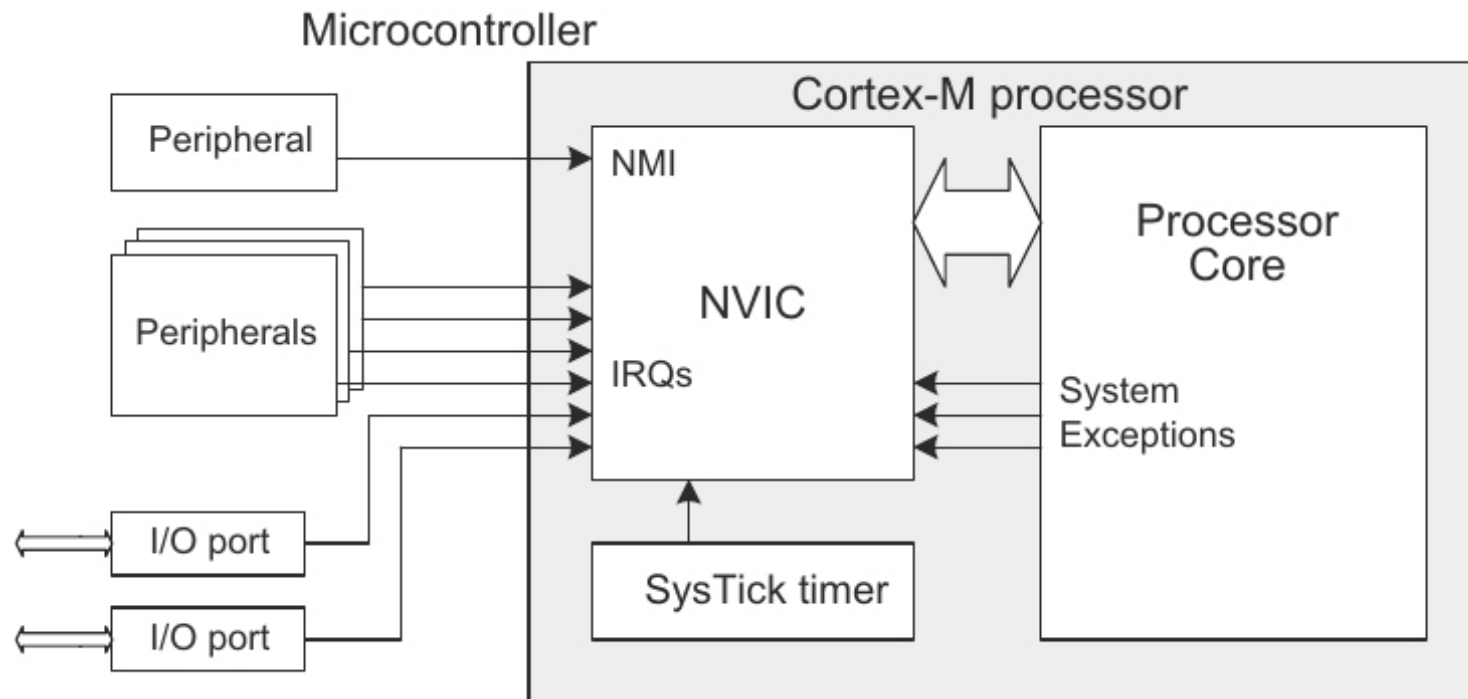 Microcontroller
Cortex-M processor
Peripheral
NMI
Processor
Core
NVIC
Peripherals
IRQs
System
Exceptions
I/O port
SysTick timer
I/O port